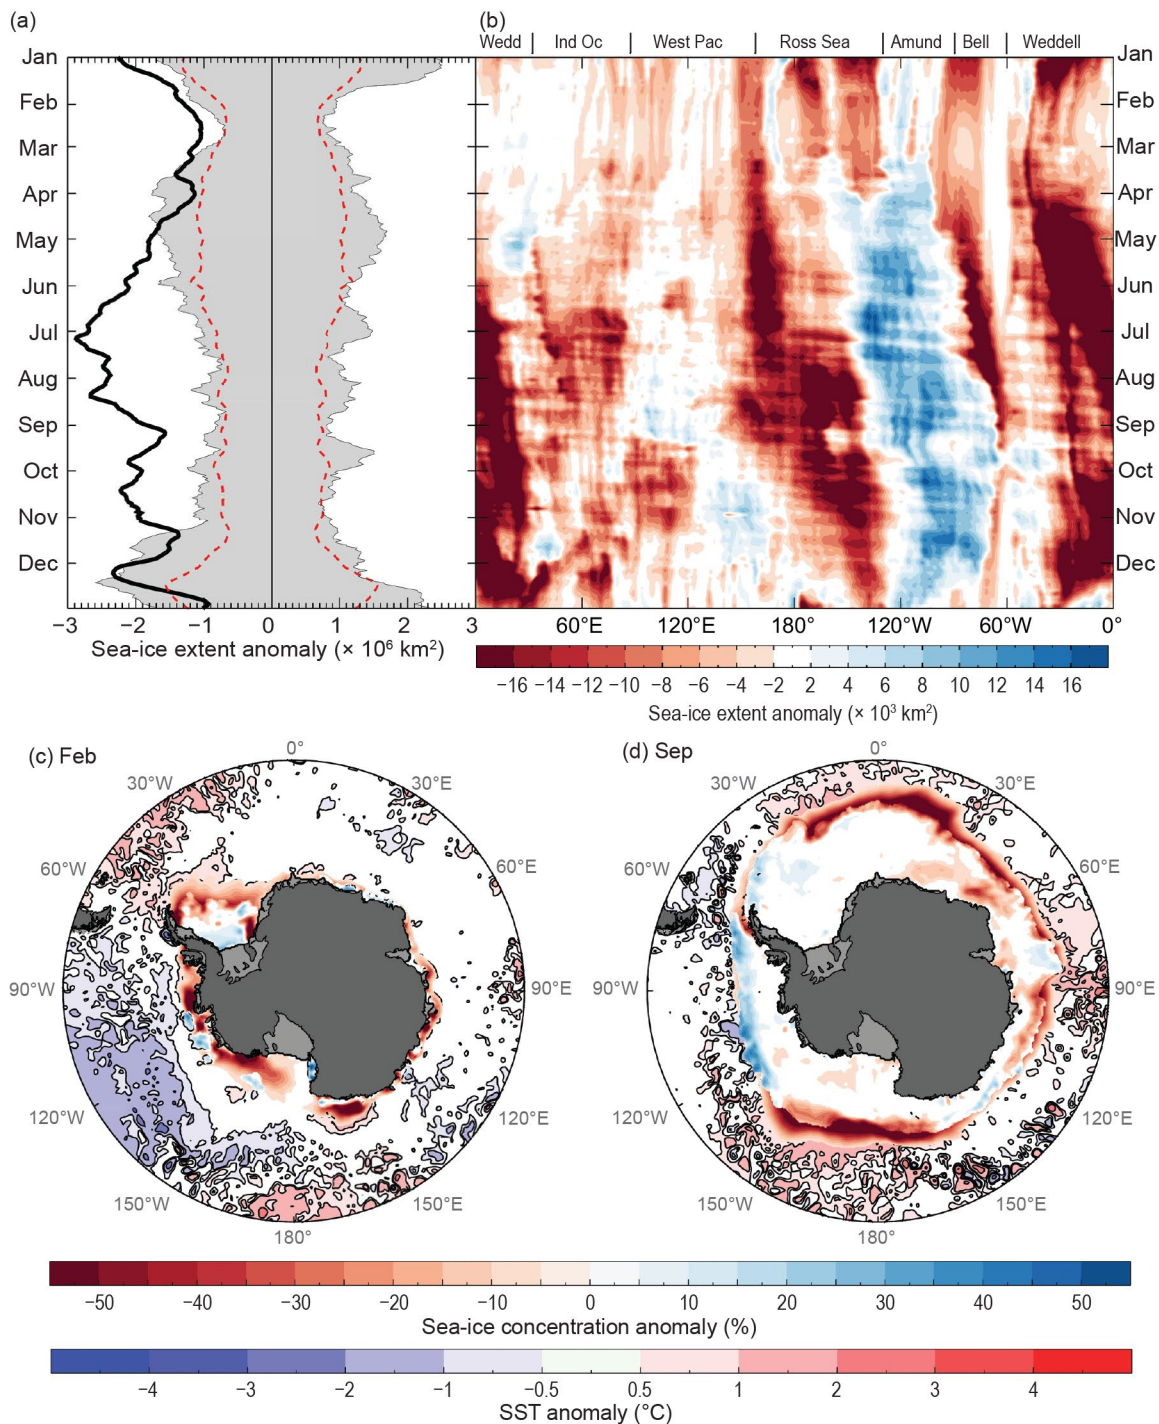 (a)
(b)
Wedd | Ind Oc | West Pac | Ross Sea | Amund | Bell | Weddell
Jan
Feb
Mar
Apr
May
Jun
Jul
Aug
Sep
Oct
Nov
Dec
Jan
Feb
Mar
Apr
May
Jun
Jul
Aug
Sep
Oct
Nov
Dec
−3 −2 −1 0 1 2
Sea-ice extent anomaly (× 10⁶ km²)
3 60°E 120°E 180° 120°W 60°W 0°
−16 −14 −12 −10 −8 −6 −4 −2 2 4 6 8 10 12 14 16
Sea-ice extent anomaly (× 10³ km²)
(c) Feb
0°
30°E
60°E
90°E
120°E
150°E
180°
150°W
120°W
90°W
60°W
30°W
(d) Sep
0°
30°E
60°E
90°E
120°E
150°E
180°
150°W
120°W
90°W
60°W
30°W
−50 −40 −30 −20 −10 0 10 20 30 40 50
Sea-ice concentration anomaly (%)
−4 −3 −2 −1 −0.5 0.5 1 2 3 4
SST anomaly (°C)